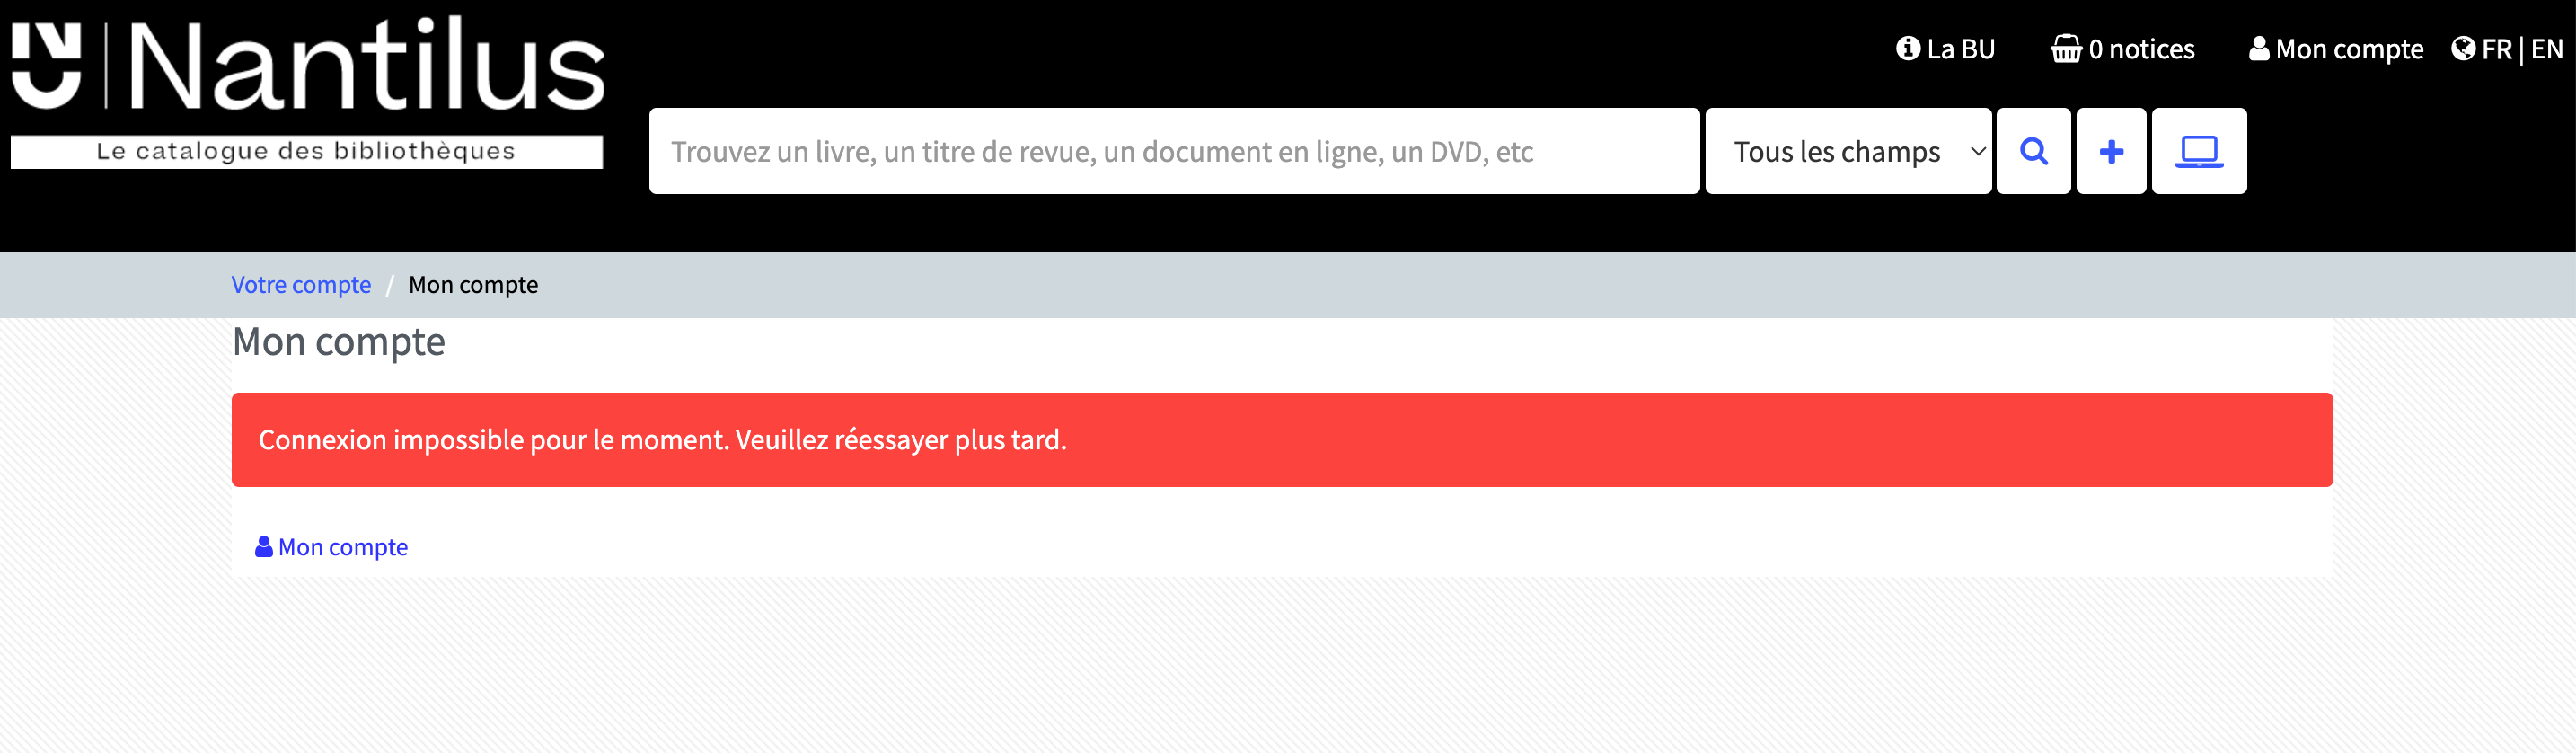 NU Nantilus
Le catalogue des bibliothèques
La BU
0 notices
Mon compte
FR | EN
Trouvez un livre, un titre de revue, un document en ligne, un DVD, etc
Tous les champs
Votre compte / Mon compte
Mon compte
Connexion impossible pour le moment. Veuillez réessayer plus tard.
Mon compte